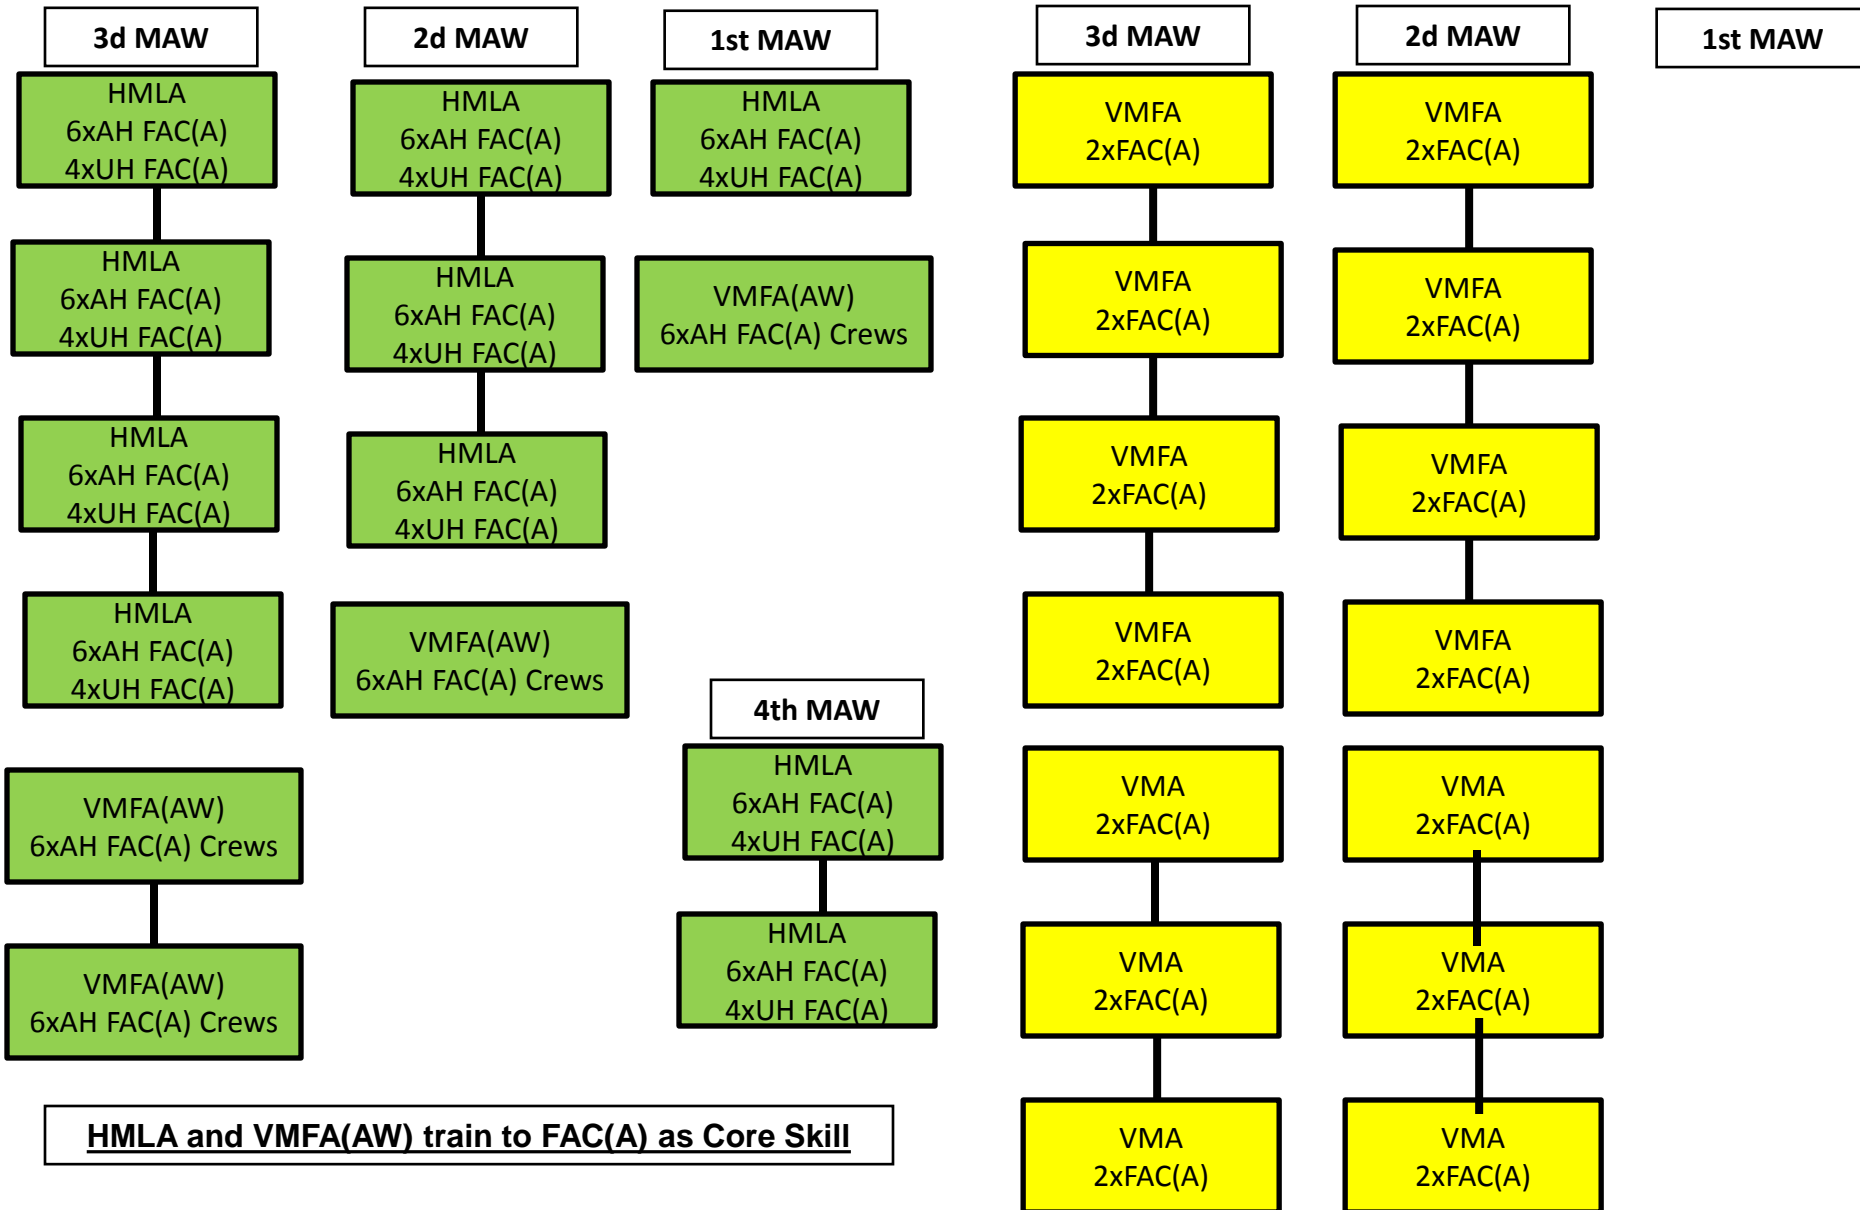 3d MAW
HMLA
6xAH FAC(A)
4xUH FAC(A)
HMLA
6xAH FAC(A)
4xUH FAC(A)
HMLA
6xAH FAC(A)
4xUH FAC(A)
HMLA
6xAH FAC(A)
4xUH FAC(A)
VMFA(AW)
6xAH FAC(A) Crews
VMFA(AW)
6xAH FAC(A) Crews
2d MAW
HMLA
6xAH FAC(A)
4xUH FAC(A)
HMLA
6xAH FAC(A)
4xUH FAC(A)
HMLA
6xAH FAC(A)
4xUH FAC(A)
VMFA(AW)
6xAH FAC(A) Crews
1st MAW
HMLA
6xAH FAC(A)
4xUH FAC(A)
VMFA(AW)
6xAH FAC(A) Crews
4th MAW
HMLA
6xAH FAC(A)
4xUH FAC(A)
HMLA
6xAH FAC(A)
4xUH FAC(A)
HMLA and VMFA(AW) train to FAC(A) as Core Skill
3d MAW
VMFA
2xFAC(A)
VMFA
2xFAC(A)
VMFA
2xFAC(A)
VMFA
2xFAC(A)
VMA
2xFAC(A)
VMA
2xFAC(A)
VMA
2xFAC(A)
2d MAW
VMFA
2xFAC(A)
VMFA
2xFAC(A)
VMFA
2xFAC(A)
VMFA
2xFAC(A)
VMA
2xFAC(A)
VMA
2xFAC(A)
VMA
2xFAC(A)
1st MAW